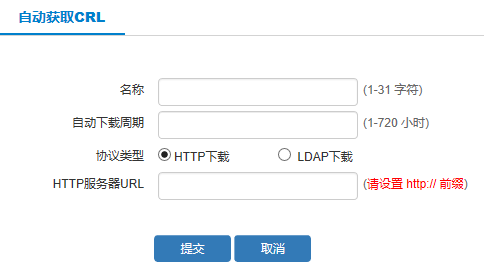 自动获取CRL
名称 (1-31 字符)
自动下载周期 (1-720 小时)
协议类型 HTTP下载 LDAP下载
HTTP服务器URL (请设置 http:// 前缀)
提交 取消